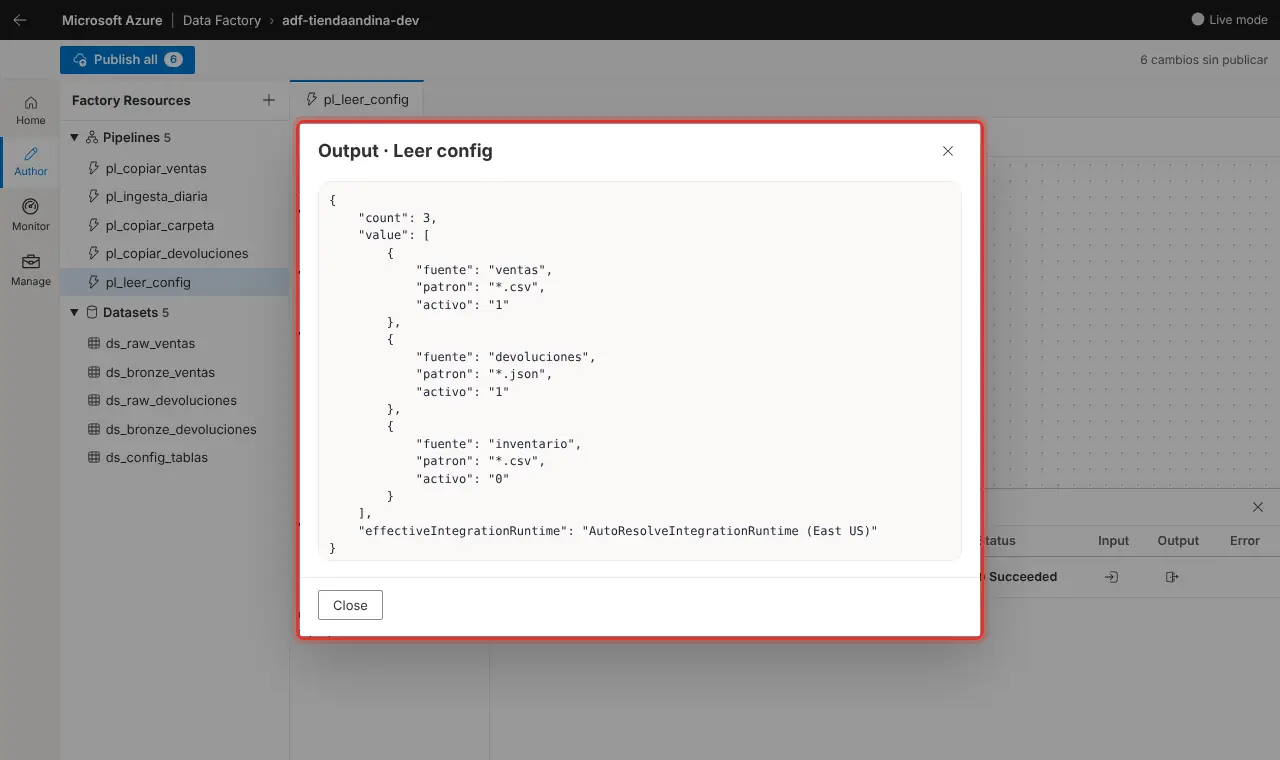 Microsoft Azure | Data Factory › adf-tiendaandina-dev
Live mode
Publish all 6
6 cambios sin publicar
Home
Author
Monitor
Manage
Factory Resources
Pipelines 5
pl_copiar_ventas
pl_ingesta_diaria
pl_copiar_carpeta
pl_copiar_devoluciones
pl_leer_config
Datasets 5
ds_raw_ventas
ds_bronze_ventas
ds_raw_devoluciones
ds_bronze_devoluciones
ds_config_tablas
pl_leer_config
Output · Leer config
{
    "count": 3,
    "value": [
        {
            "fuente": "ventas",
            "patron": "*.csv",
            "activo": "1"
        },
        {
            "fuente": "devoluciones",
            "patron": "*.json",
            "activo": "1"
        },
        {
            "fuente": "inventario",
            "patron": "*.csv",
            "activo": "0"
        }
    ],
    "effectiveIntegrationRuntime": "AutoResolveIntegrationRuntime (East US)"
}
Close
Input
Output
Error
Succeeded